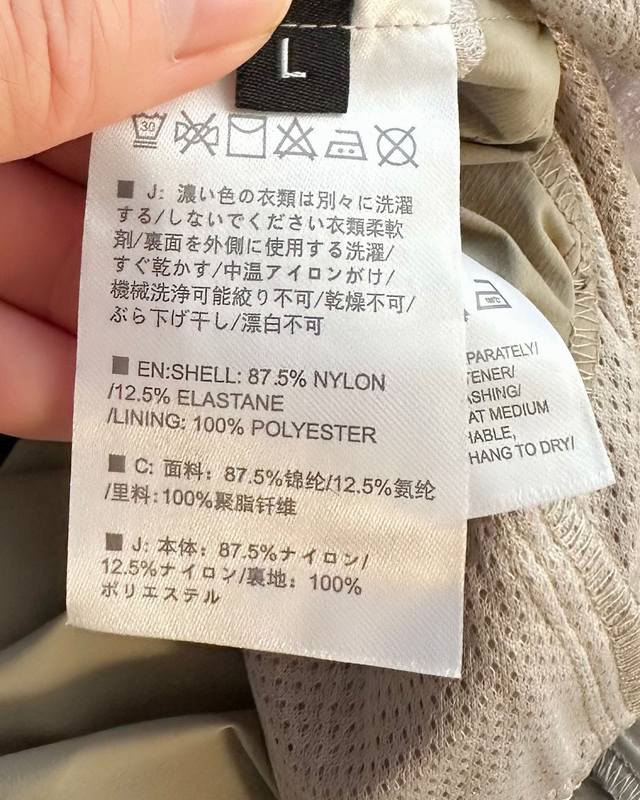 L
30
■ J: 濃い色の衣類は別々に洗濯
する/しないでください衣類柔軟
剤/裏面を外側に使用する洗濯/
すぐ乾かす/中温アイロンがけ/
機械洗浄可能絞り不可/乾燥不可/
ぶら下げ干し/漂白不可
■ EN:SHELL: 87.5% NYLON
/12.5% ELASTANE
/LINING: 100% POLYESTER
■ C: 面料: 87.5%锦纶/12.5%氨纶
/里料:100%聚脂钎维
■ J: 本体: 87.5%ナイロン/
12.5%ナイロン/裏地: 100%
ポリエステル
PARATELY/
TENER/
ASHING/
AT MEDIUM
HABLE,
HANG TO DRY/